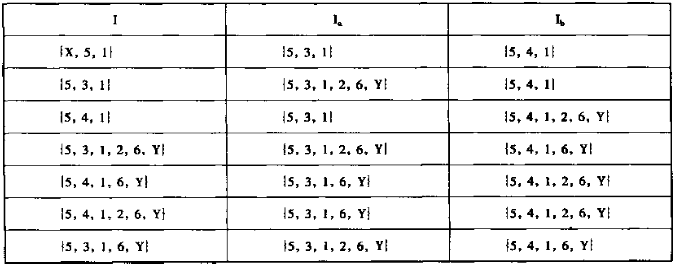 I Iₐ I_b
{X, 5, 1} {5, 3, 1} {5, 4, 1}
{5, 3, 1} {5, 3, 1, 2, 6, Y} {5, 4, 1}
{5, 4, 1} {5, 3, 1} {5, 4, 1, 2, 6, Y}
{5, 3, 1, 2, 6, Y} {5, 3, 1, 2, 6, Y} {5, 4, 1, 6, Y}
{5, 4, 1, 6, Y} {5, 3, 1, 6, Y} {5, 4, 1, 2, 6, Y}
{5, 4, 1, 2, 6, Y} {5, 3, 1, 6, Y} {5, 4, 1, 2, 6, Y}
{5, 3, 1, 6, Y} {5, 3, 1, 2, 6, Y} {5, 4, 1, 6, Y}